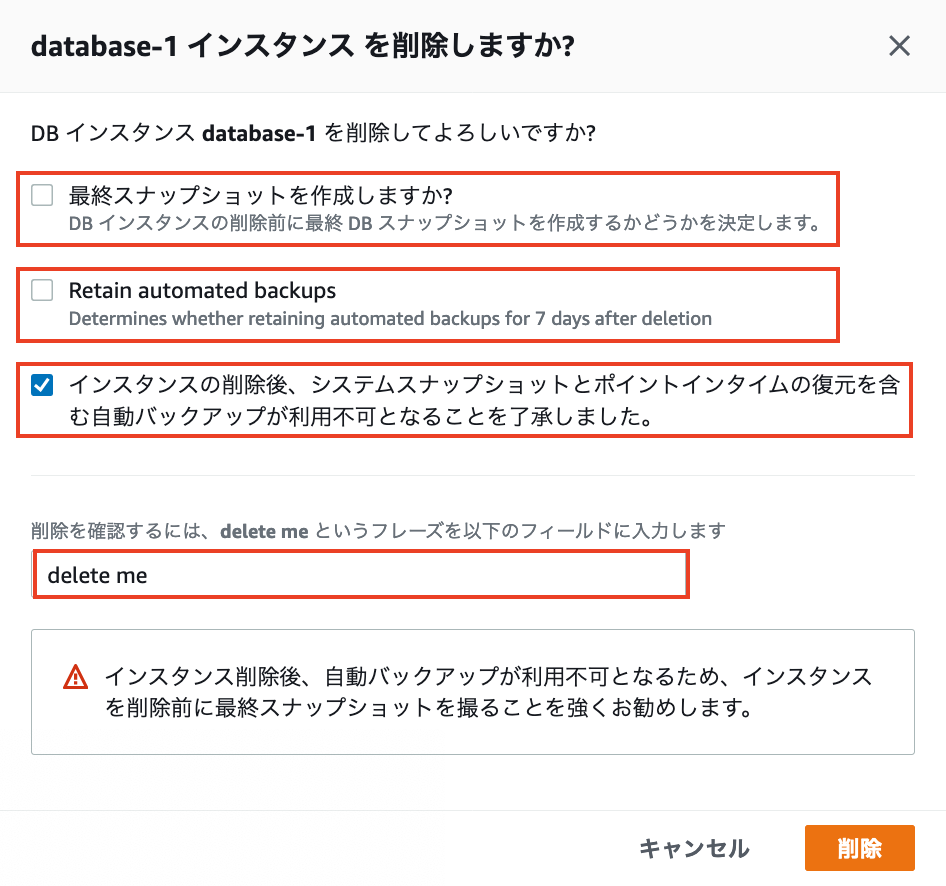 database-1 インスタンス を削除しますか?
DB インスタンス database-1 を削除してよろしいですか?
最終スナップショットを作成しますか?
DB インスタンスの削除前に最終 DB スナップショットを作成するかどうかを決定します。
Retain automated backups
Determines whether retaining automated backups for 7 days after deletion
インスタンスの削除後、システムスナップショットとポイントインタイムの復元を含
む自動バックアップが利用不可となることを了承しました。
削除を確認するには、delete me というフレーズを以下のフィールドに入力します
delete me
インスタンス削除後、自動バックアップが利用不可となるため、インスタンス
を削除前に最終スナップショットを撮ることを強くお勧めします。
キャンセル
削除